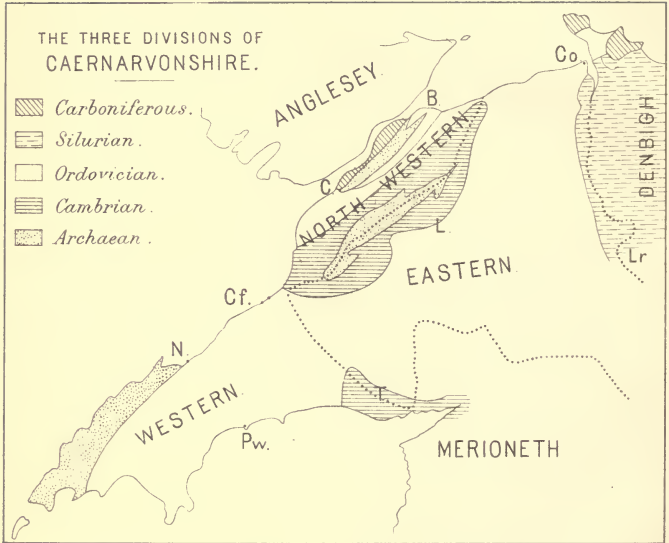 THE THREE DIVISIONS OF
CAERNARVONSHIRE.
Carboniferous.
Silurian.
Ordovician.
Cambrian.
Archaean.
ANGLESEY.
Co.
B.
C
DENBIGH
NORTH WESTERN
L.
Lr
EASTERN
Cf.
N.
T.
WESTERN.
Pw.
MERIONETH